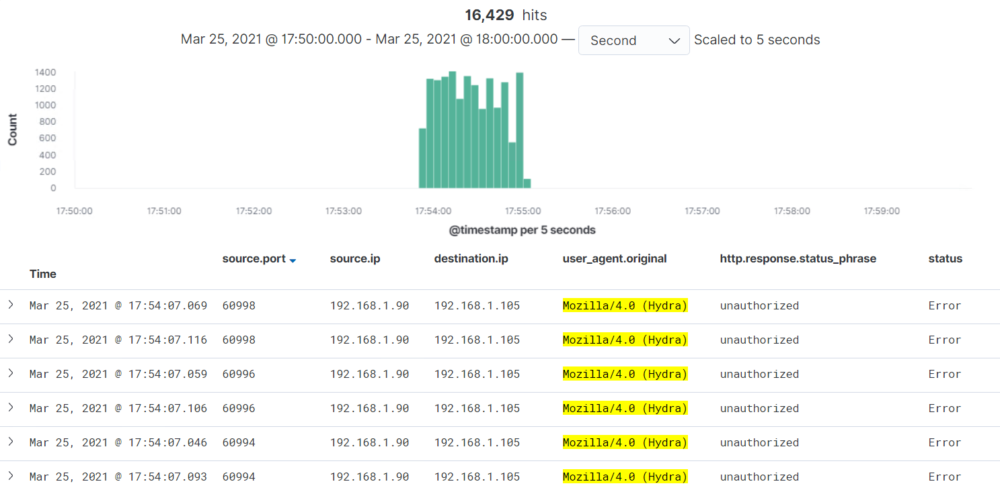 16,429 hits
Mar 25, 2021 @ 17:50:00.000 - Mar 25, 2021 @ 18:00:00.000 — Second Scaled to 5 seconds
1400
1200
1000
800
600
400
200
0
Count
17:50:00 17:51:00 17:52:00 17:53:00 17:54:00 17:55:00 17:56:00 17:57:00 17:58:00 17:59:00
@timestamp per 5 seconds
Time source.port source.ip destination.ip user_agent.original http.response.status_phrase status
Mar 25, 2021 @ 17:54:07.069 60998 192.168.1.90 192.168.1.105 Mozilla/4.0 (Hydra) unauthorized Error
Mar 25, 2021 @ 17:54:07.116 60998 192.168.1.90 192.168.1.105 Mozilla/4.0 (Hydra) unauthorized Error
Mar 25, 2021 @ 17:54:07.059 60996 192.168.1.90 192.168.1.105 Mozilla/4.0 (Hydra) unauthorized Error
Mar 25, 2021 @ 17:54:07.106 60996 192.168.1.90 192.168.1.105 Mozilla/4.0 (Hydra) unauthorized Error
Mar 25, 2021 @ 17:54:07.046 60994 192.168.1.90 192.168.1.105 Mozilla/4.0 (Hydra) unauthorized Error
Mar 25, 2021 @ 17:54:07.093 60994 192.168.1.90 192.168.1.105 Mozilla/4.0 (Hydra) unauthorized Error